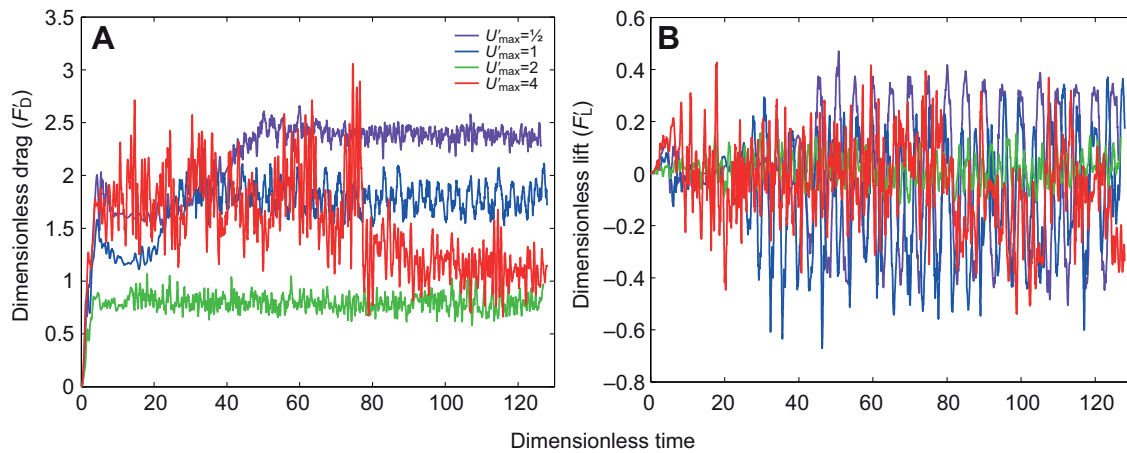 A
B
U′max=½
U′max=1
U′max=2
U′max=4
Dimensionless drag (F′D)
3.5
3
2.5
2
1.5
1
0.5
0
0 20 40 60 80 100 120
Dimensionless lift (F′L)
0.6
0.4
0.2
0
–0.2
–0.4
–0.6
–0.8
0 20 40 60 80 100 120
Dimensionless time